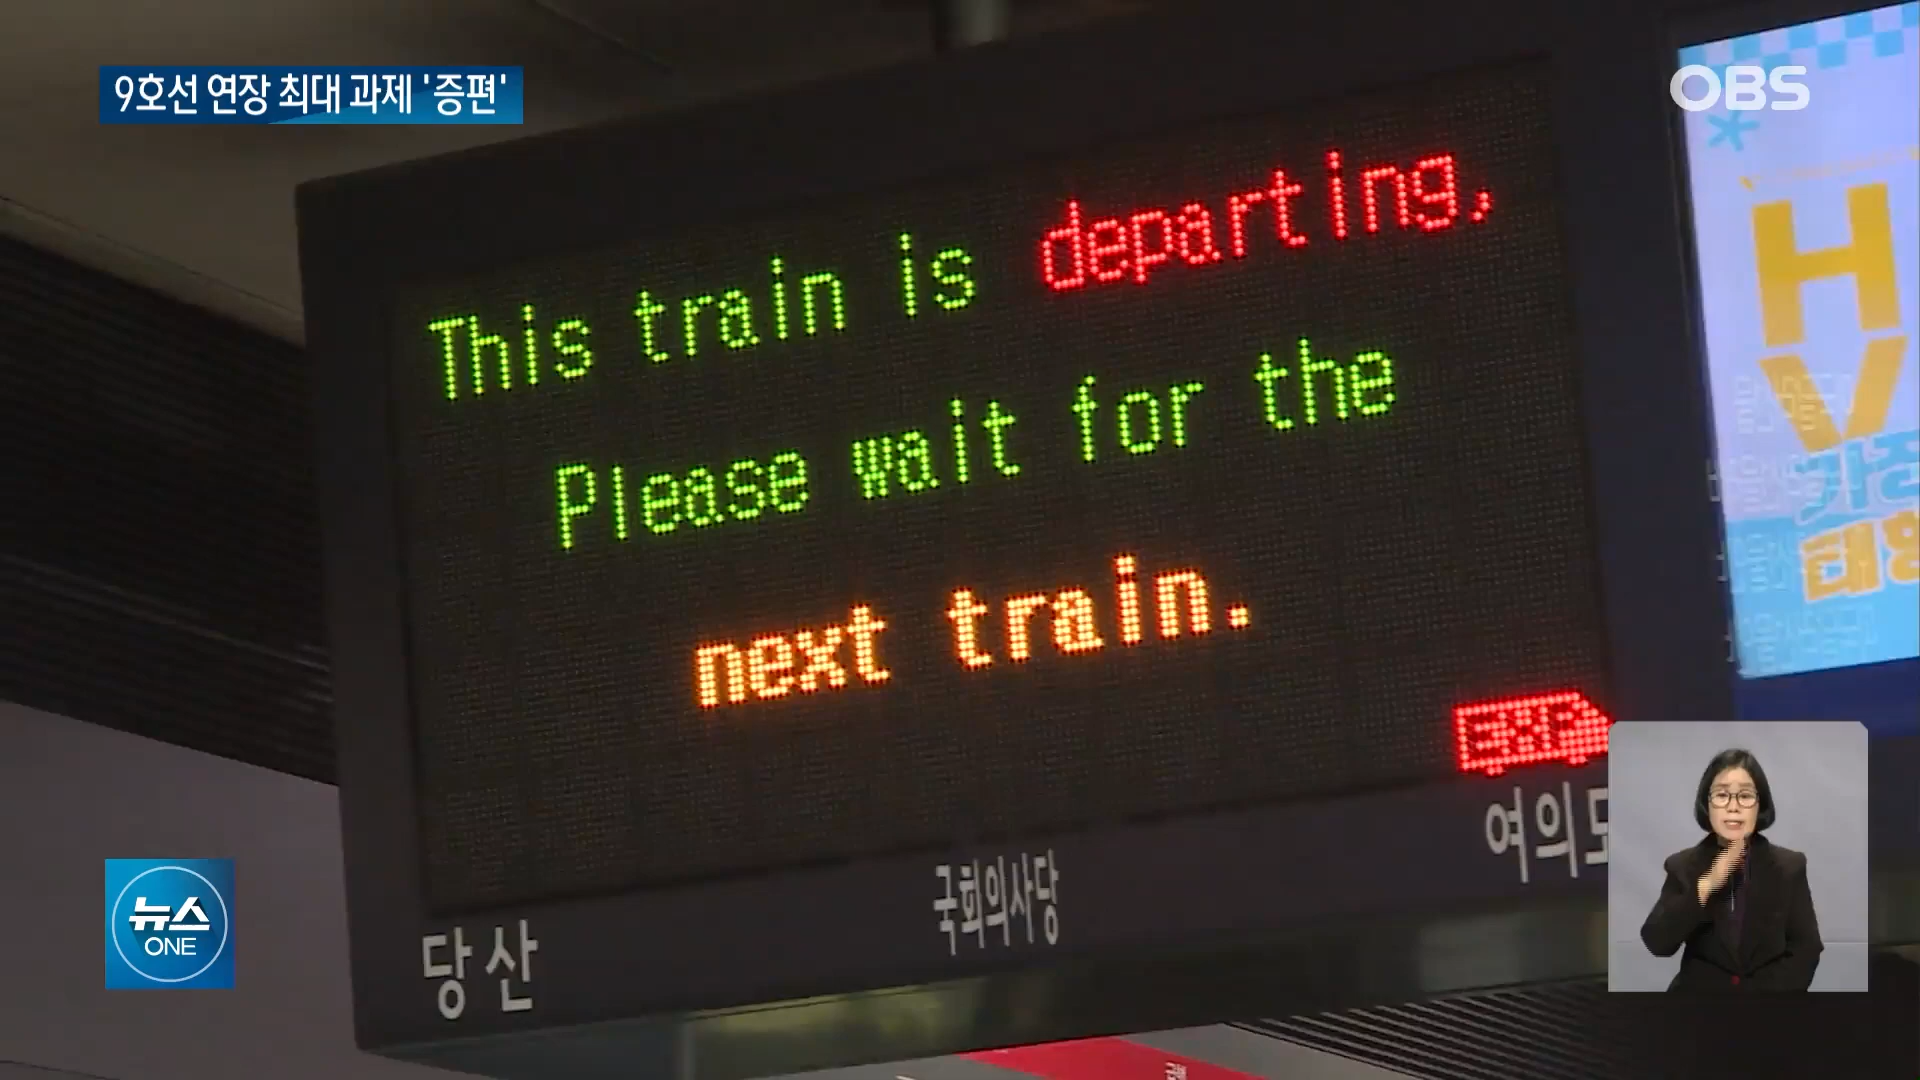 9호선 연장 최대 과제 '증편'
OBS
This train is departing,
Please wait for the
next train.
EXP
당산
국회의사당
여의도
H
V
뉴스
ONE